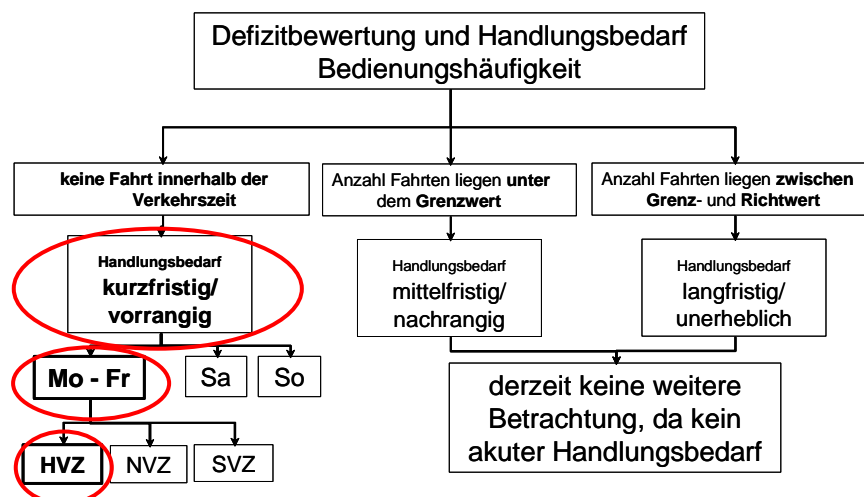 Defizitbewertung und Handlungsbedarf
Bedienungshäufigkeit
keine Fahrt innerhalb der
Verkehrszeit
Anzahl Fahrten liegen unter
dem Grenzwert
Anzahl Fahrten liegen zwischen
Grenz- und Richtwert
Handlungsbedarf
kurzfristig/
vorrangig
Handlungsbedarf
mittelfristig/
nachrangig
Handlungsbedarf
langfristig/
unerheblich
Mo - Fr
Sa
So
derzeit keine weitere
Betrachtung, da kein
akuter Handlungsbedarf
HVZ
NVZ
SVZ